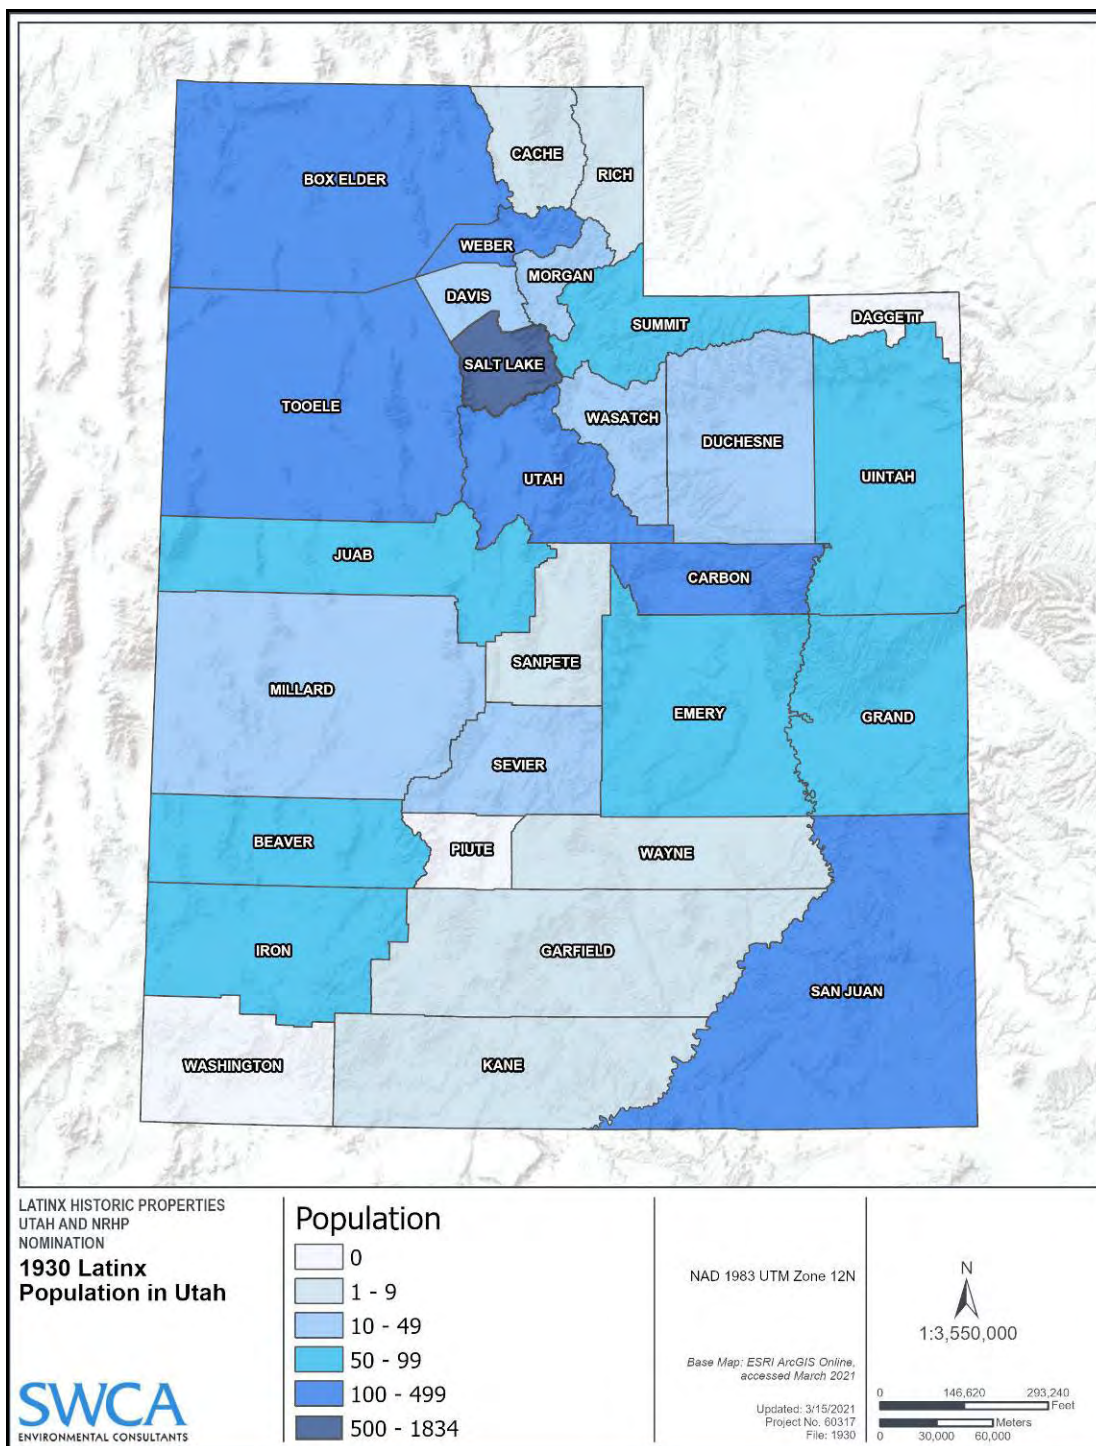 CACHE
RICH
BOX ELDER
WEBER
MORGAN
DAVIS
SUMMIT
DAGGETT
SALT LAKE
TOOELE
WASATCH
DUCHESNE
UTAH
UINTAH
JUAB
CARBON
SANPETE
MILLARD
EMERY
GRAND
SEVIER
BEAVER
PIUTE
WAYNE
IRON
GARFIELD
SAN JUAN
WASHINGTON
KANE
LATINX HISTORIC PROPERTIES
UTAH AND NRHP
NOMINATION
1930 Latinx
Population in Utah
SWCA
ENVIRONMENTAL CONSULTANTS
Population
0
1 - 9
10 - 49
50 - 99
100 - 499
500 - 1834
NAD 1983 UTM Zone 12N
Base Map: ESRI ArcGIS Online,
accessed March 2021
Updated: 3/15/2021
Project No. 60317
File: 1930
N
1:3,550,000
0 146,620 293,240
Feet
Meters
0 30,000 60,000